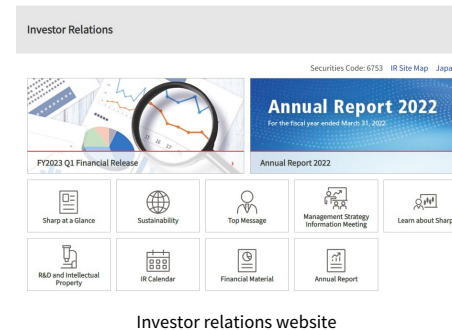 Investor Relations
Securities Code: 6753 IR Site Map Japa
Annual Report 2022
For the fiscal year ended March 31, 2022
FY2023 Q1 Financial Release
Annual Report 2022
Sharp at a Glance
Sustainability
Top Message
Management Strategy
Information Meeting
Learn about Sharp
R&D and Intellectual
Property
IR Calendar
Financial Material
Annual Report
Investor relations website